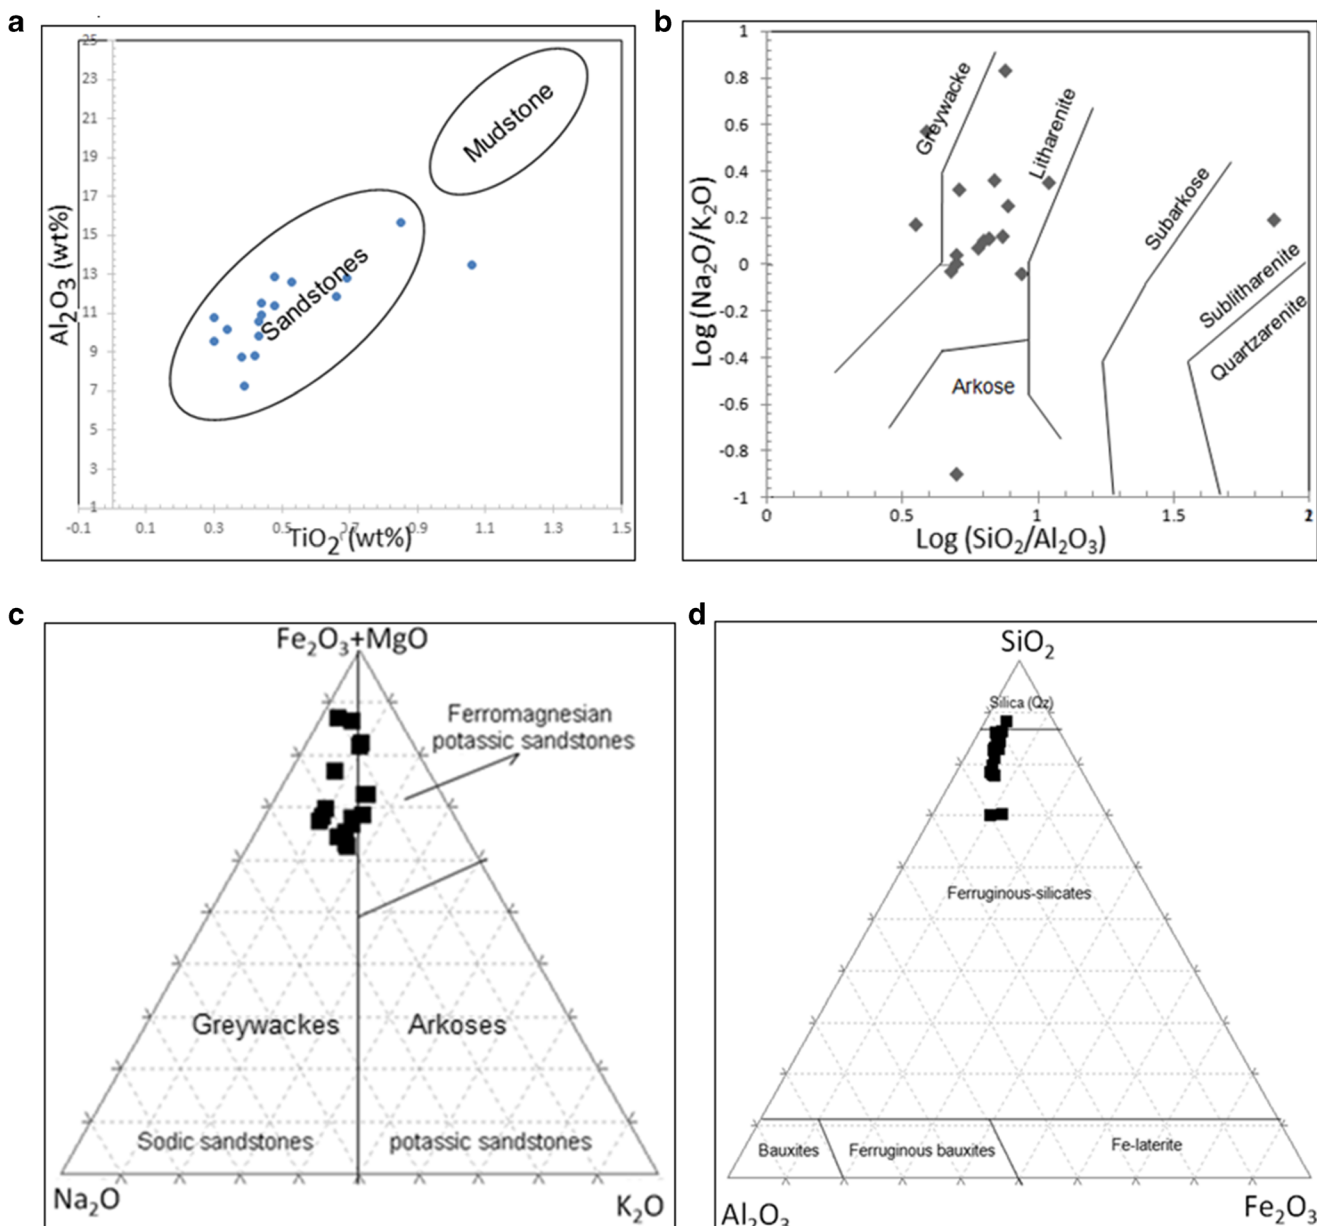 a
25
23
21
19
17
15
13
11
9
7
5
3
1
-0.1
0.1
0.3
0.5
0.7
0.9
1.1
1.3
1.5
Al₂O₃ (wt%)
TiO₂ (wt%)
Mudstone
Sandstones
b
1
0.8
0.6
0.4
0.2
0
-0.2
-0.4
-0.6
-0.8
-1
0
0.5
1
1.5
2
Log (Na₂O/K₂O)
Log (SiO₂/Al₂O₃)
Greywacke
Litharenite
Subarkose
Sublitharenite
Quartzarenite
Arkose
c
Fe₂O₃+MgO
Ferromagnesian
potassic sandstones
Greywackes
Arkoses
Sodic sandstones
potassic sandstones
Na₂O
K₂O
d
SiO₂
Silica (Qz)
Ferruginous-silicates
Bauxites
Ferruginous bauxites
Fe-laterite
Al₂O₃
Fe₂O₃